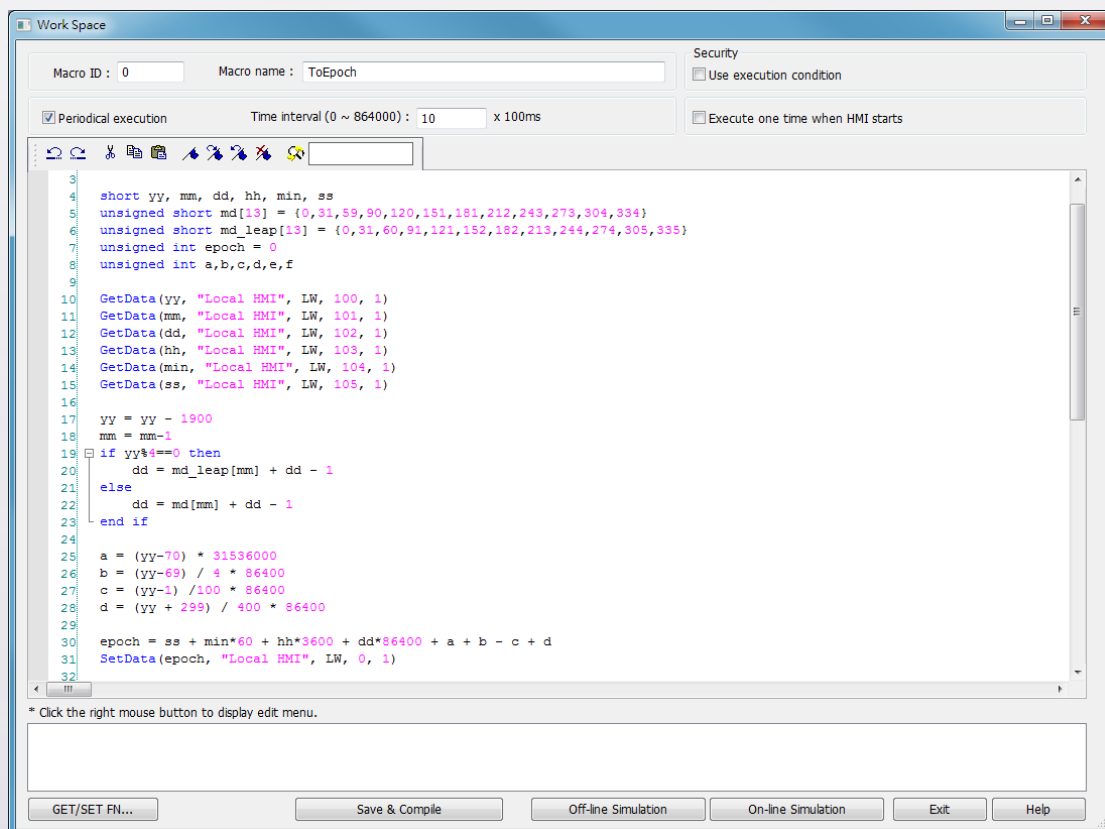 Work Space
Macro ID : 0 Macro name : ToEpoch
Security
Use execution condition
Periodical execution Time interval (0 ~ 864000) : 10 x 100ms
Execute one time when HMI starts
3
4 short yy, mm, dd, hh, min, ss
5 unsigned short md[13] = {0,31,59,90,120,151,181,212,243,273,304,334}
6 unsigned short md_leap[13] = {0,31,60,91,121,152,182,213,244,274,305,335}
7 unsigned int epoch = 0
8 unsigned int a,b,c,d,e,f
9
10 GetData(yy, "Local HMI", LW, 100, 1)
11 GetData(mm, "Local HMI", LW, 101, 1)
12 GetData(dd, "Local HMI", LW, 102, 1)
13 GetData(hh, "Local HMI", LW, 103, 1)
14 GetData(min, "Local HMI", LW, 104, 1)
15 GetData(ss, "Local HMI", LW, 105, 1)
16
17 yy = yy - 1900
18 mm = mm-1
19 if yy%4==0 then
20 dd = md_leap[mm] + dd - 1
21 else
22 dd = md[mm] + dd - 1
23 end if
24
25 a = (yy-70) * 31536000
26 b = (yy-69) / 4 * 86400
27 c = (yy-1) /100 * 86400
28 d = (yy + 299) / 400 * 86400
29
30 epoch = ss + min*60 + hh*3600 + dd*86400 + a + b - c + d
31 SetData(epoch, "Local HMI", LW, 0, 1)
32
* Click the right mouse button to display edit menu.
GET/SET FN... Save & Compile Off-line Simulation On-line Simulation Exit Help